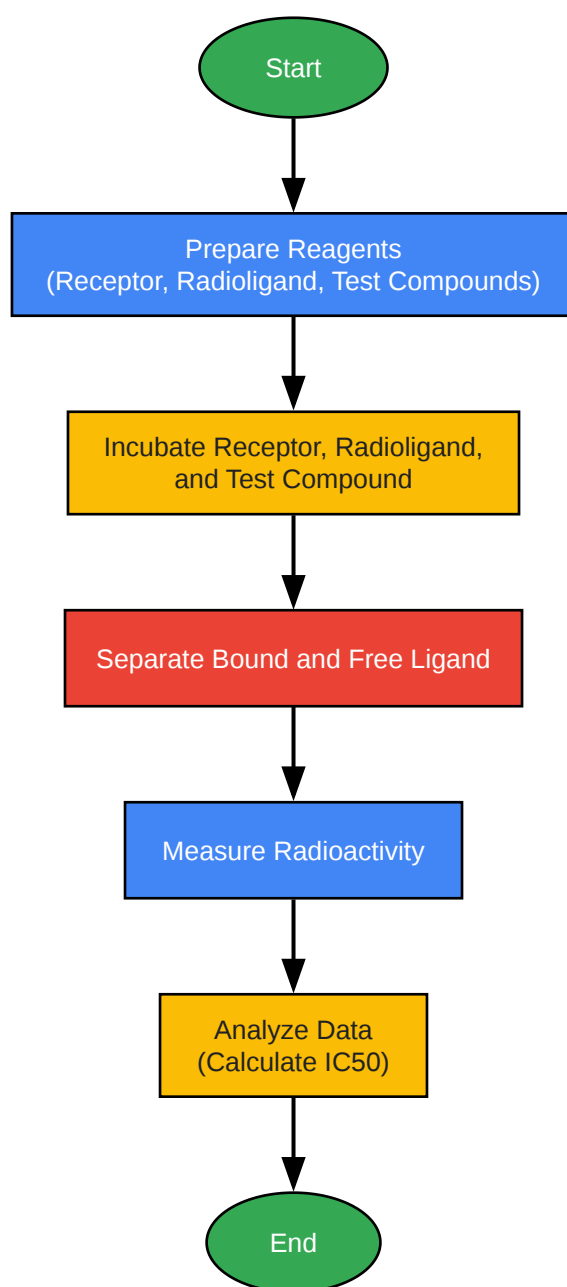 Start
Prepare Reagents
(Receptor, Radioligand, Test Compounds)
Incubate Receptor, Radioligand,
and Test Compound
Separate Bound and Free Ligand
Measure Radioactivity
Analyze Data
(Calculate IC50)
End